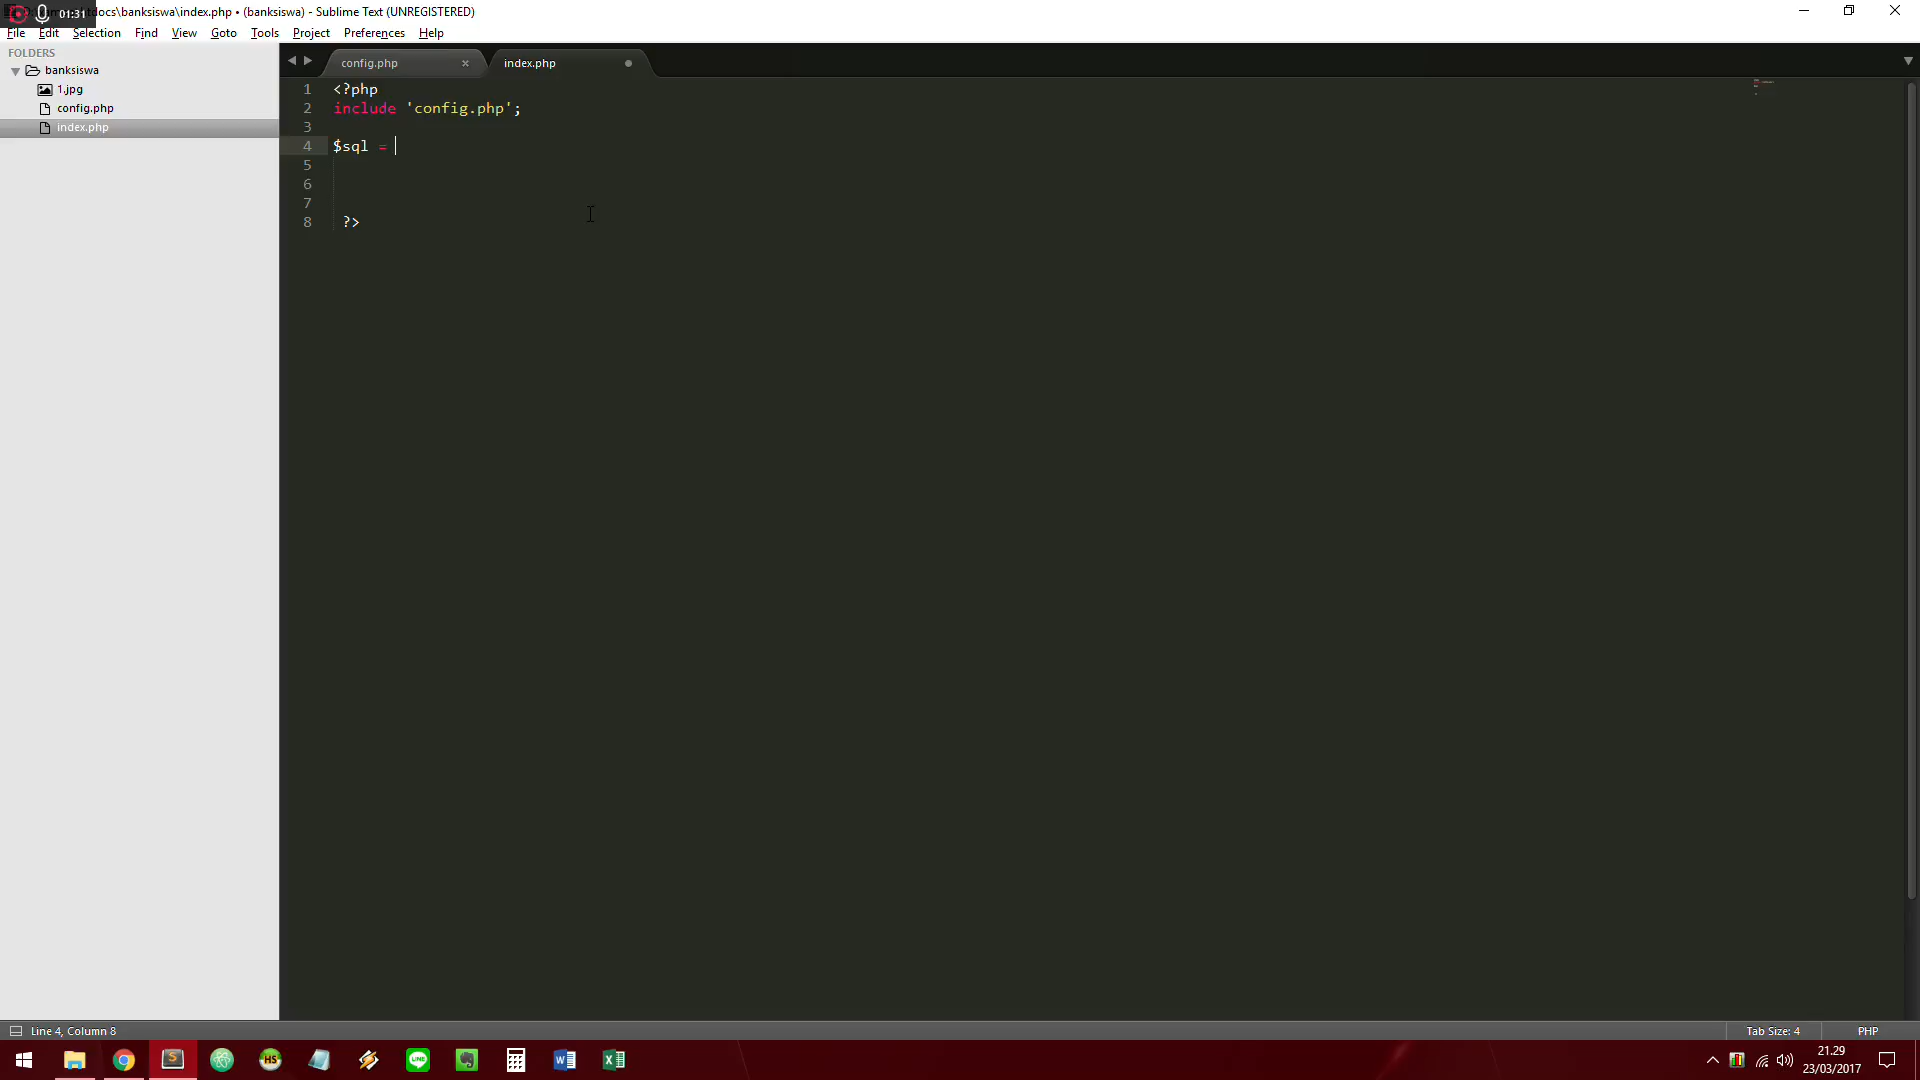 01:31
tdocs\banksiswa\index.php • (banksiswa) - Sublime Text (UNREGISTERED)
File Edit Selection Find View Goto Tools Project Preferences Help
FOLDERS
banksiswa
1.jpg
config.php
index.php
config.php
index.php
1 <?php
2 include 'config.php';
3
4 $sql =
5
6
7
8 ?>
Line 4, Column 8
Tab Size: 4
PHP
S
HS
LINE
21.29
23/03/2017